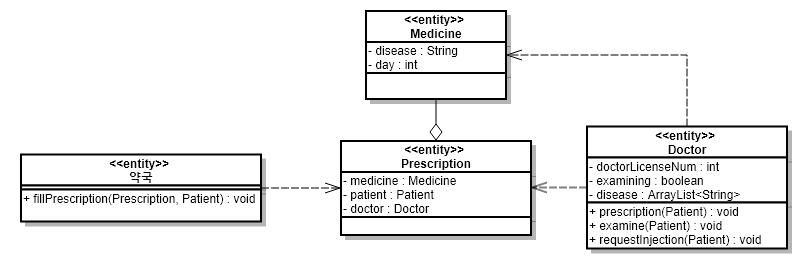 <<entity>>
Medicine
- disease : String
- day : int
<<entity>>
약국
+ fillPrescription(Prescription, Patient) : void
<<entity>>
Prescription
- medicine : Medicine
- patient : Patient
- doctor : Doctor
<<entity>>
Doctor
- doctorLicenseNum : int
- examining : boolean
- disease : ArrayList<String>
+ prescription(Patient) : void
+ examine(Patient) : void
+ requestInjection(Patient) : void